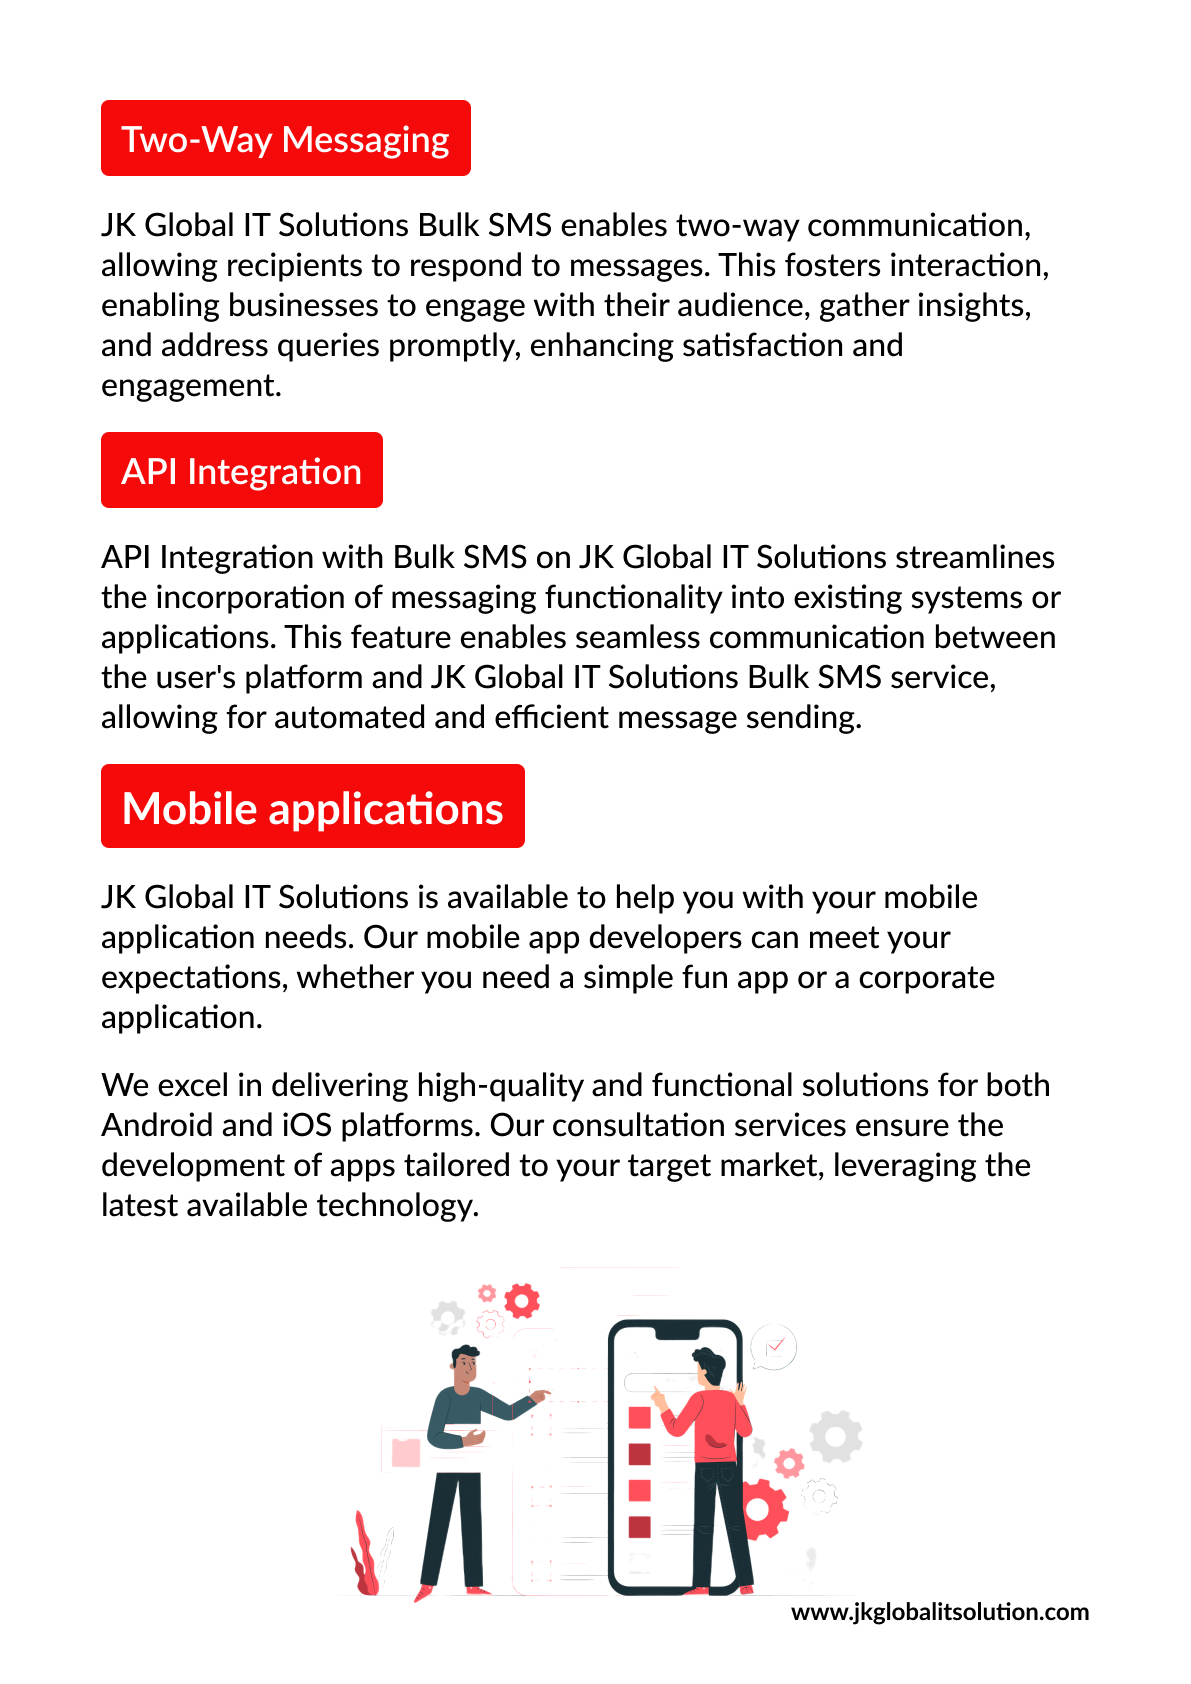 Two-Way Messaging
JK Global IT Solutions Bulk SMS enables two-way communication,
allowing recipients to respond to messages. This fosters interaction,
enabling businesses to engage with their audience, gather insights,
and address queries promptly, enhancing satisfaction and
engagement.
API Integration
API Integration with Bulk SMS on JK Global IT Solutions streamlines
the incorporation of messaging functionality into existing systems or
applications. This feature enables seamless communication between
the user's platform and JK Global IT Solutions Bulk SMS service,
allowing for automated and efficient message sending.
Mobile applications
JK Global IT Solutions is available to help you with your mobile
application needs. Our mobile app developers can meet your
expectations, whether you need a simple fun app or a corporate
application.
We excel in delivering high-quality and functional solutions for both
Android and iOS platforms. Our consultation services ensure the
development of apps tailored to your target market, leveraging the
latest available technology.
www.jkglobalitsolution.com